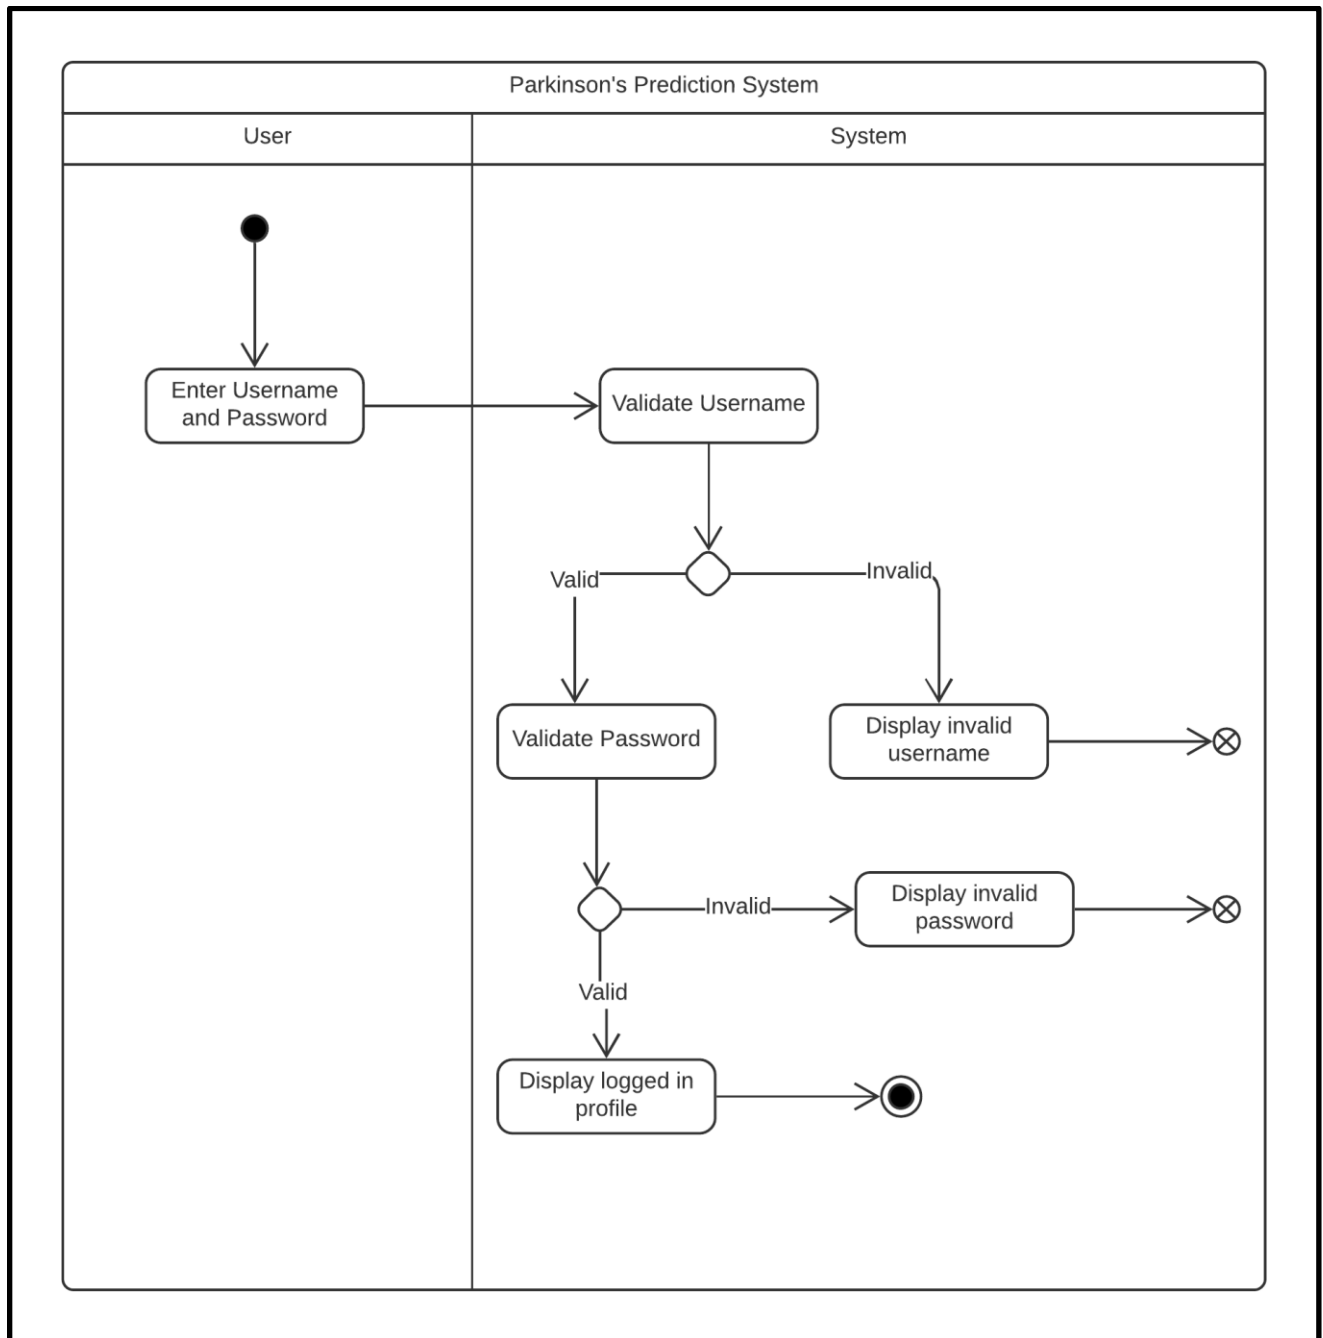 Parkinson's Prediction System
User
System
Enter Username
and Password
Validate Username
Valid
Invalid
Validate Password
Display invalid
username
Invalid
Display invalid
password
Valid
Display logged in
profile